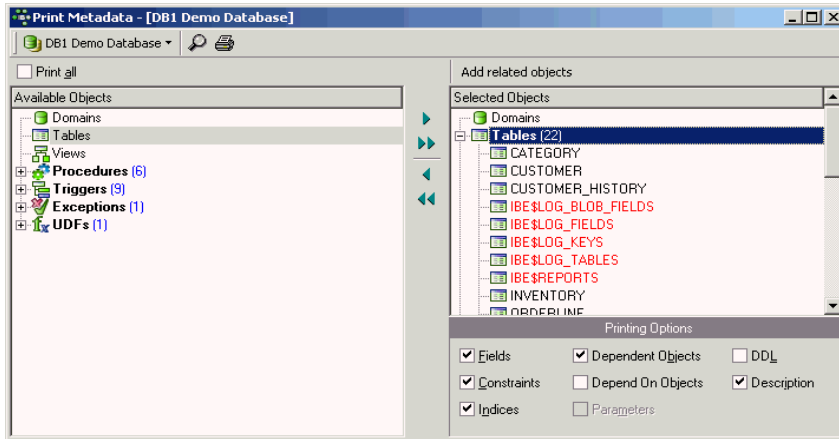 Print Metadata - [DB1 Demo Database]
DB1 Demo Database
Print all
Add related objects
Available Objects
Domains
Tables
Views
Procedures (6)
Triggers (9)
Exceptions (1)
UDFs (1)
Selected Objects
Domains
Tables (22)
CATEGORY
CUSTOMER
CUSTOMER_HISTORY
IBE$LOG_BLOB_FIELDS
IBE$LOG_FIELDS
IBE$LOG_KEYS
IBE$LOG_TABLES
IBE$REPORTS
INVENTORY
ORDERLINE
Printing Options
Fields
Dependent Objects
DDL
Constraints
Depend On Objects
Description
Indices
Parameters